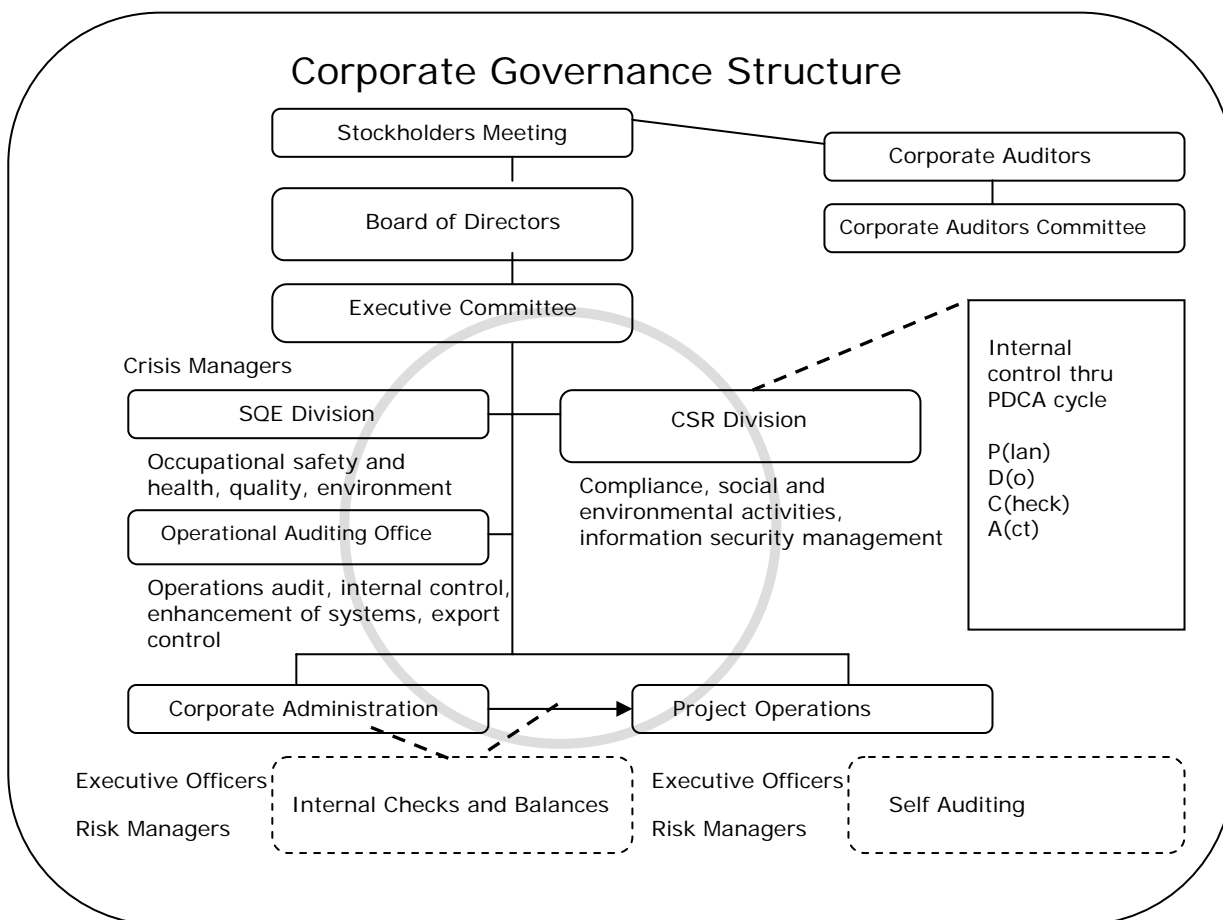 Corporate Governance Structure
Stockholders Meeting
Corporate Auditors
Board of Directors
Corporate Auditors Committee
Executive Committee
Crisis Managers
SQE Division
Occupational safety and
health, quality, environment
Operational Auditing Office
Operations audit, internal control,
enhancement of systems, export
control
CSR Division
Compliance, social and
environmental activities,
information security management
Internal
control thru
PDCA cycle
P(lan)
D(o)
C(heck)
A(ct)
Corporate Administration
Project Operations
Executive Officers
Risk Managers
Internal Checks and Balances
Executive Officers
Risk Managers
Self Auditing